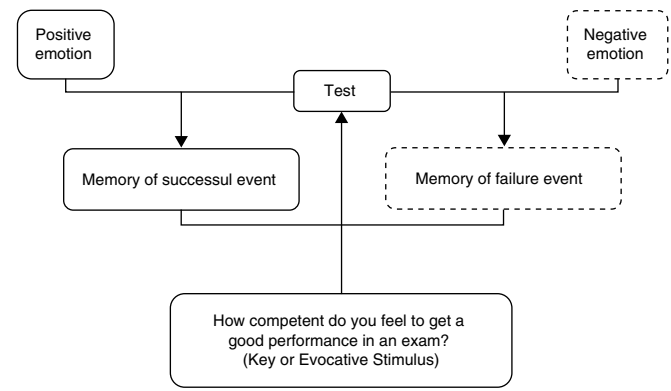 Positive
emotion
Negative
emotion
Test
Memory of successul event
Memory of failure event
How competent do you feel to get a
good performance in an exam?
(Key or Evocative Stimulus)